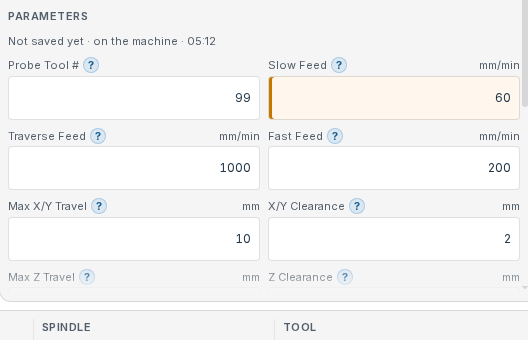 PARAMETERS
Not saved yet · on the machine · 05:12
Probe Tool # ? Slow Feed ? mm/min
99 60
Traverse Feed ? mm/min Fast Feed ? mm/min
1000 200
Max X/Y Travel ? mm X/Y Clearance ? mm
10 2
Max Z Travel ? mm Z Clearance ? mm
SPINDLE TOOL